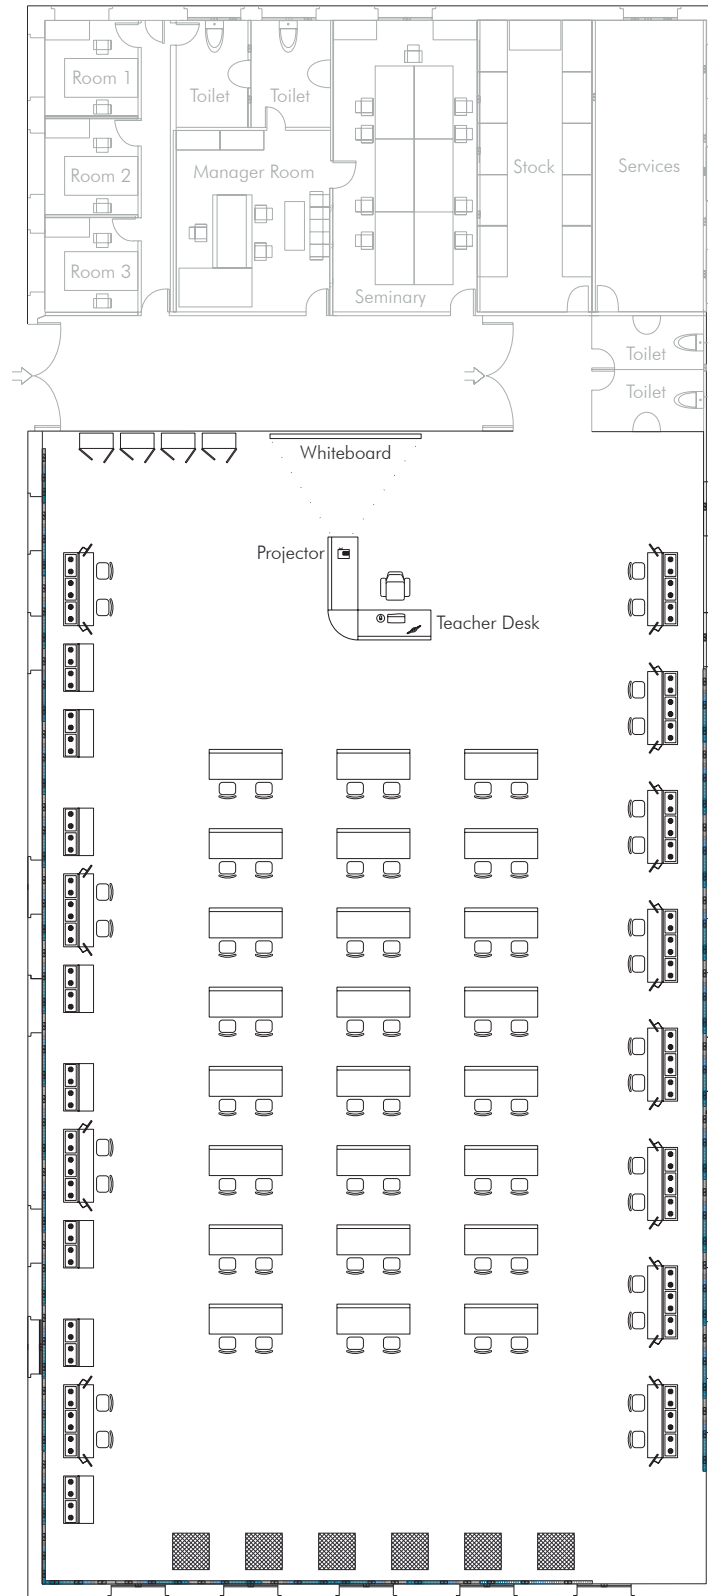 Room 1
Toilet
Toilet
Room 2
Manager Room
Stock
Services
Room 3
Seminary
Toilet
Toilet
Whiteboard
Projector
Teacher Desk